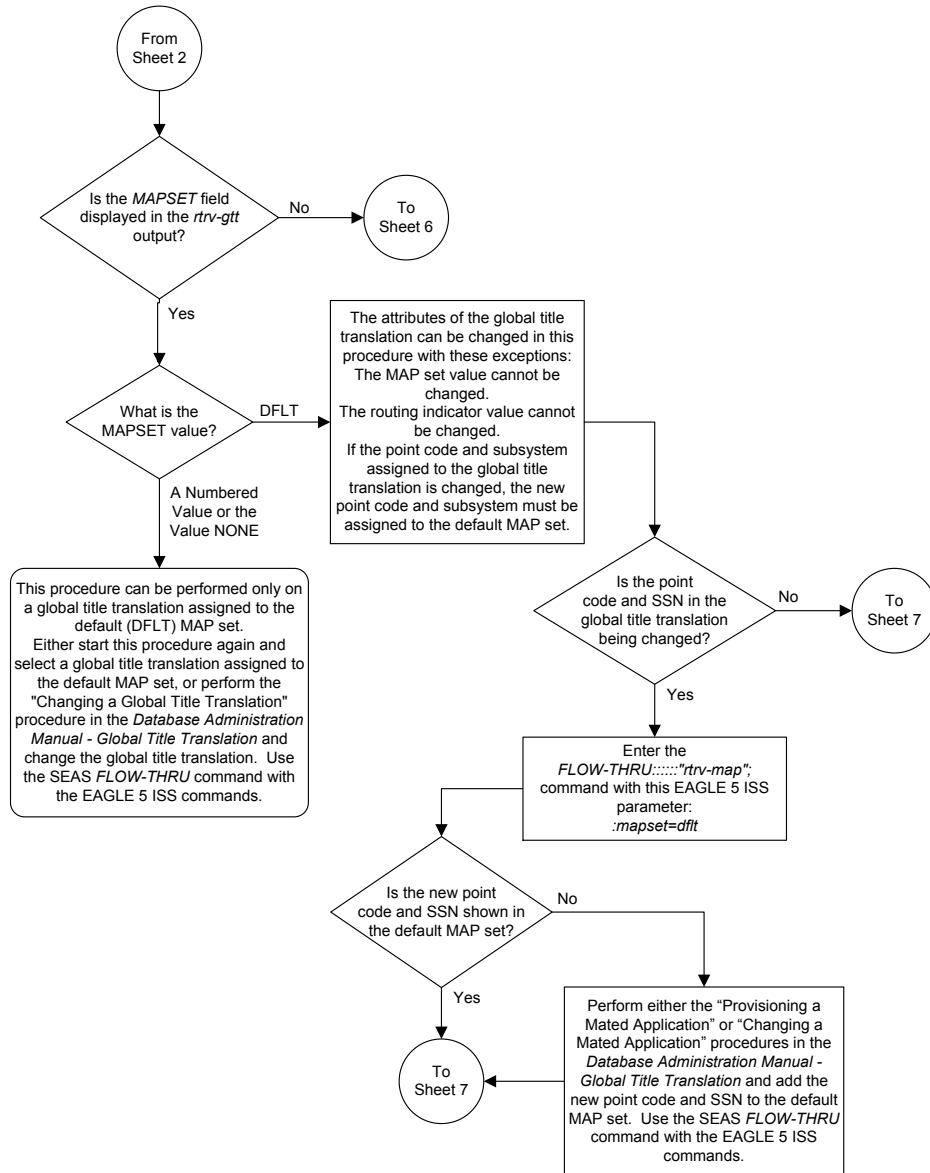 From
Sheet 2
Is the MAPSET field
displayed in the rtrv-gtt
output?
No
To
Sheet 6
Yes
What is the
MAPSET value?
DFLT
The attributes of the global title
translation can be changed in this
procedure with these exceptions:
The MAP set value cannot be
changed.
The routing indicator value cannot
be changed.
If the point code and subsystem
assigned to the global title
translation is changed, the new
point code and subsystem must be
assigned to the default MAP set.
A Numbered
Value or the
Value NONE
This procedure can be performed only on
a global title translation assigned to the
default (DFLT) MAP set.
Either start this procedure again and
select a global title translation assigned to
the default MAP set, or perform the
"Changing a Global Title Translation"
procedure in the Database Administration
Manual - Global Title Translation and
change the global title translation.  Use
the SEAS FLOW-THRU command with
the EAGLE 5 ISS commands.
Is the point
code and SSN in the
global title translation
being changed?
No
To
Sheet 7
Yes
Enter the
FLOW-THRU::::::"rtrv-map";
command with this EAGLE 5 ISS
parameter:
:mapset=dflt
Is the new point
code and SSN shown in
the default MAP set?
No
Yes
To
Sheet 7
Perform either the “Provisioning a
Mated Application” or “Changing a
Mated Application” procedures in the
Database Administration Manual -
Global Title Translation and add the
new point code and SSN to the default
MAP set.  Use the SEAS FLOW-THRU
command with the EAGLE 5 ISS
commands.